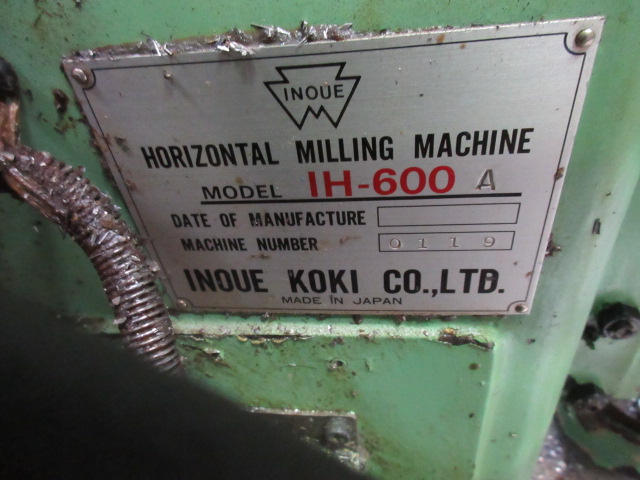 INOUE
HORIZONTAL MILLING MACHINE
MODEL IH-600 A
DATE OF MANUFACTURE
MACHINE NUMBER 0119
INOUE KOKI CO.,LTD.
MADE IN JAPAN